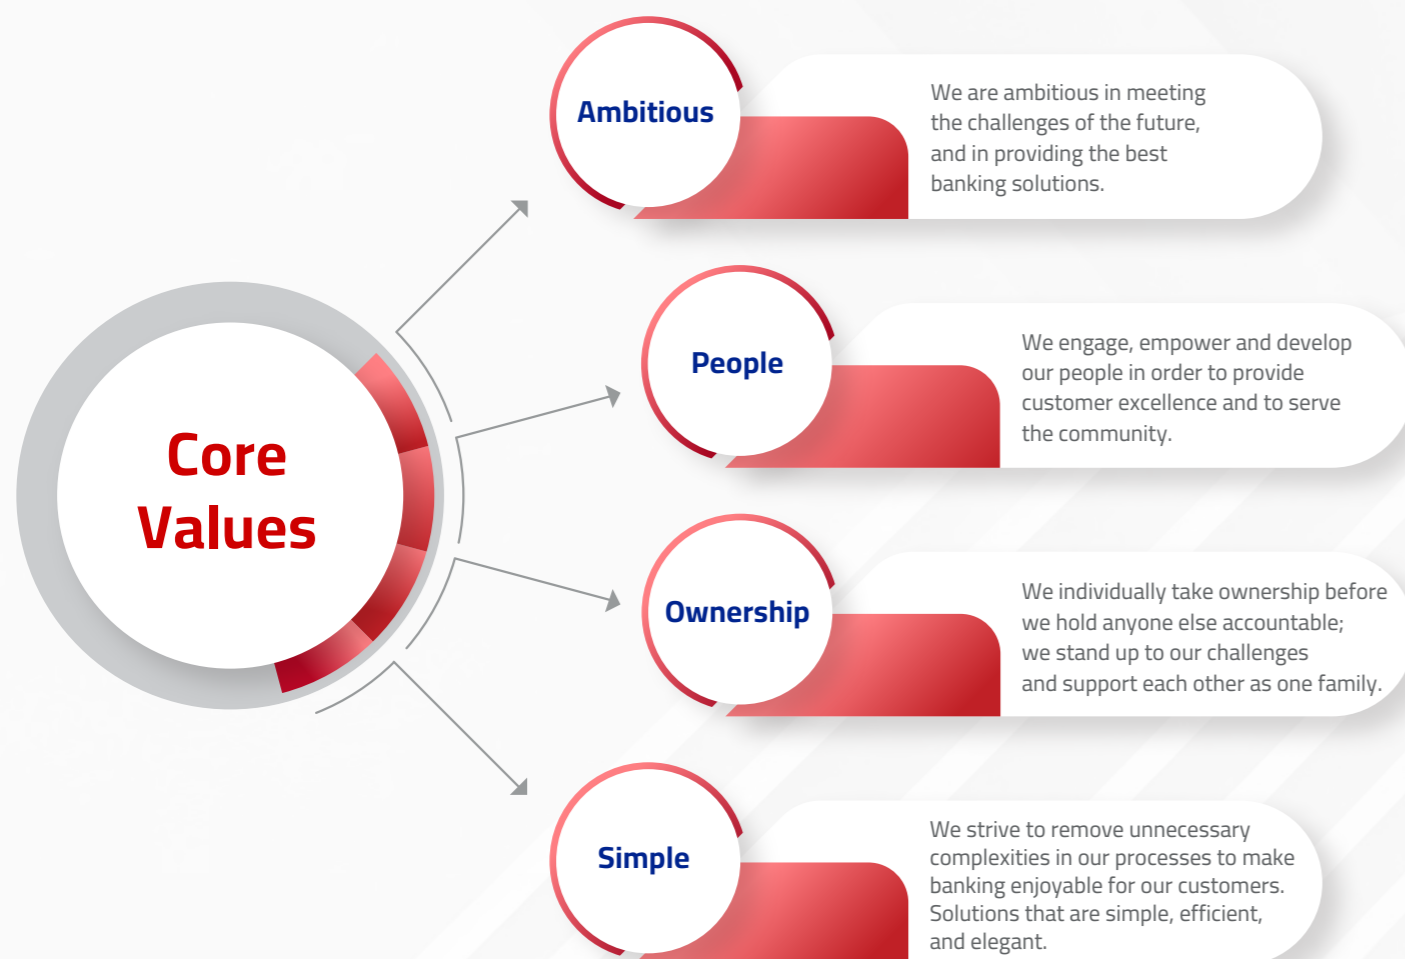 Core
Values
Ambitious
We are ambitious in meeting
the challenges of the future,
and in providing the best
banking solutions.
People
We engage, empower and develop
our people in order to provide
customer excellence and to serve
the community.
Ownership
We individually take ownership before
we hold anyone else accountable;
we stand up to our challenges
and support each other as one family.
Simple
We strive to remove unnecessary
complexities in our processes to make
banking enjoyable for our customers.
Solutions that are simple, efficient,
and elegant.